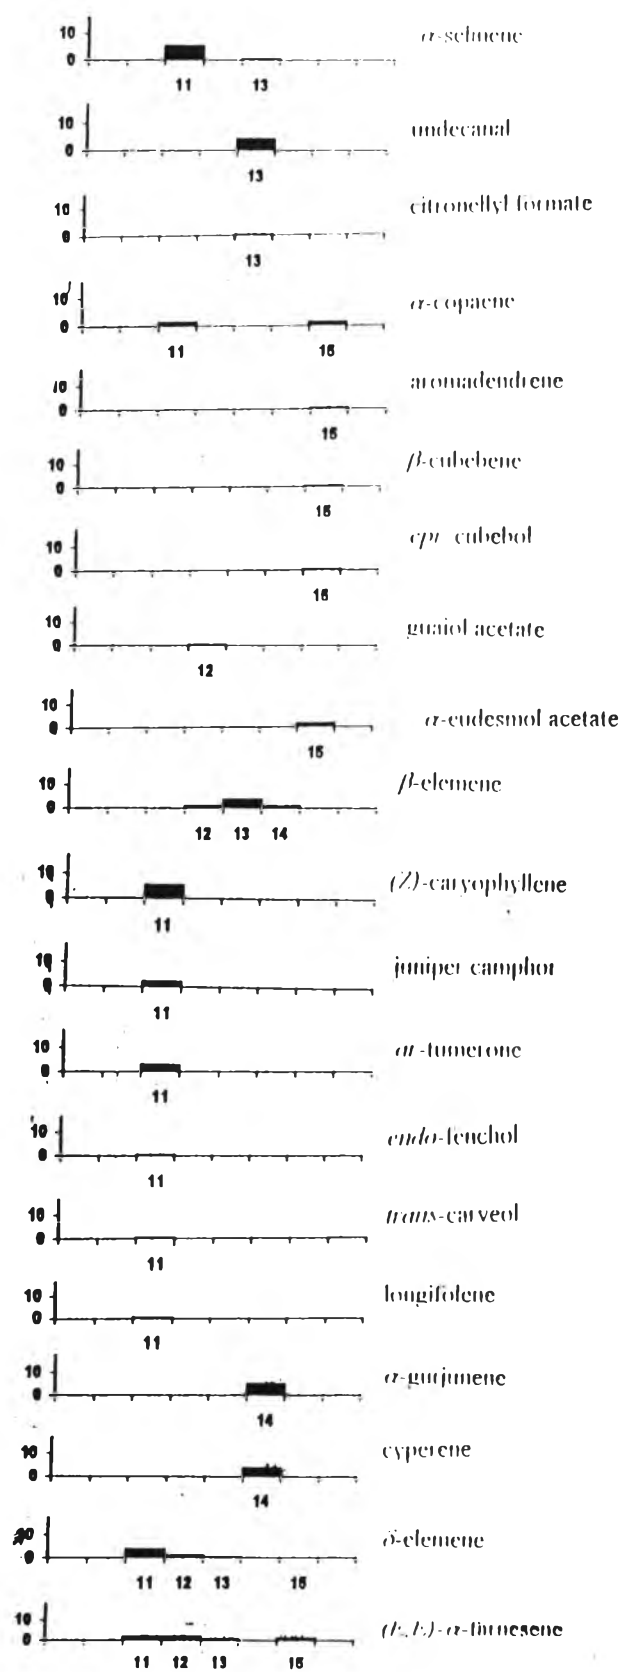 10
α-selinene
0
11 13
10
undecanal
0
13
10
citronellyl formate
0
13
10
α-copaene
0
11 15
10
aromadendrene
0
15
10
β-cubebene
0
15
10
epi-cubebol
0
15
10
guaiol acetate
0
12
10
α-eudesmol acetate
0
15
10
β-elemene
0
12 13 14
10
(Z)-caryophyllene
0
11
10
juniper camphor
0
11
10
ar-tumerone
0
11
10
endo-fenchol
0
11
10
trans-carveol
0
11
10
longifolene
0
11
10
α-gurjunene
0
14
10
cyperene
0
14
20
δ-elemene
0
11 12 13 15
10
(E,E)-α-farnesene
0
11 12 13 15